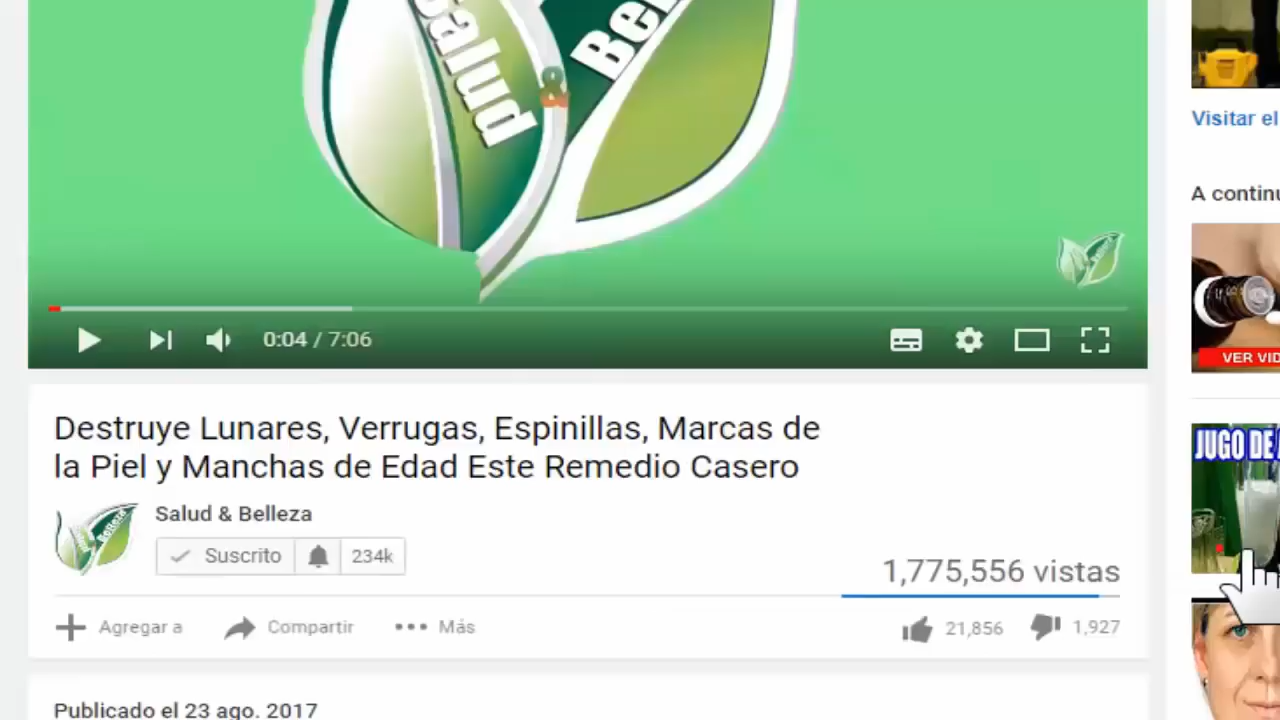 Salud
&
Visitar el
A continu
0:04 / 7:06
VER VID
Destruye Lunares, Verrugas, Espinillas, Marcas de
la Piel y Manchas de Edad Este Remedio Casero
JUGO DE
Salud & Belleza
Suscrito
234k
1,775,556 vistas
Agregar a
Compartir
Más
21,856
1,927
Publicado el 23 ago. 2017